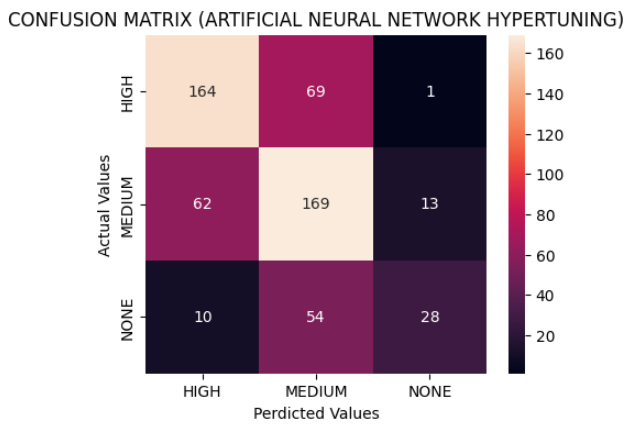 CONFUSION MATRIX (ARTIFICIAL NEURAL NETWORK HYPERTUNING)
Actual Values
HIGH
MEDIUM
NONE
164 69 1
62 169 13
10 54 28
HIGH MEDIUM NONE
Perdicted Values
160
140
120
100
80
60
40
20